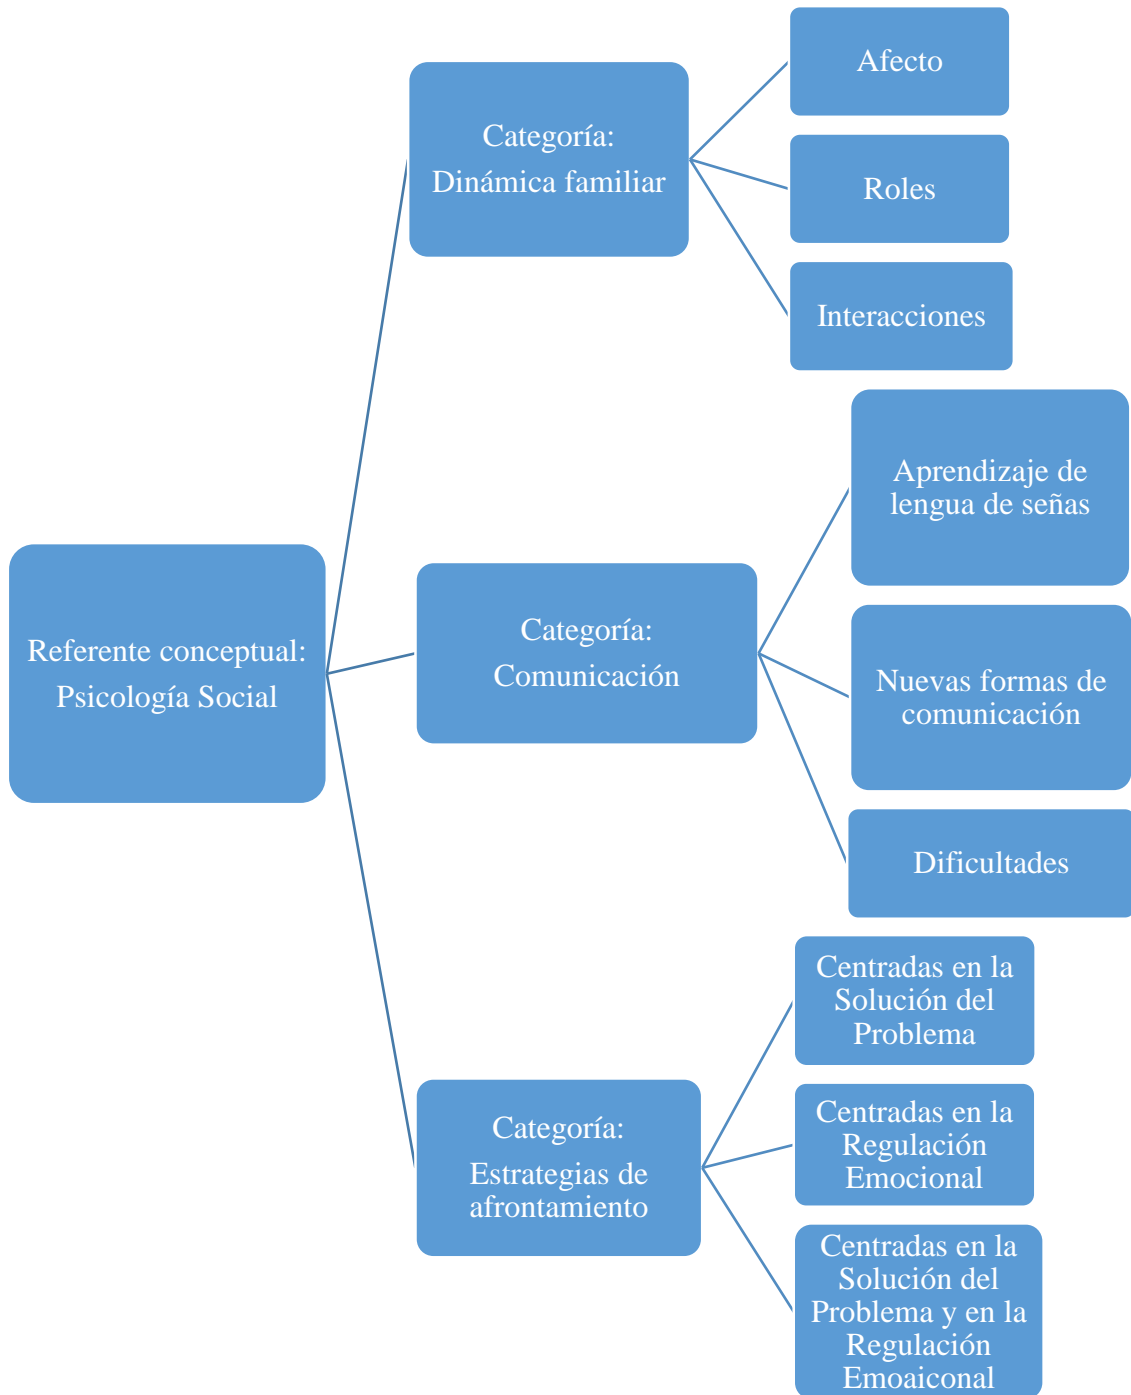 Referente conceptual:
Psicología Social
Categoría:
Dinámica familiar
Afecto
Roles
Interacciones
Categoría:
Comunicación
Aprendizaje de
lengua de señas
Nuevas formas de
comunicación
Dificultades
Categoría:
Estrategias de
afrontamiento
Centradas en la
Solución del
Problema
Centradas en la
Regulación
Emocional
Centradas en la
Solución del
Problema y en la
Regulación
Emoaiconal